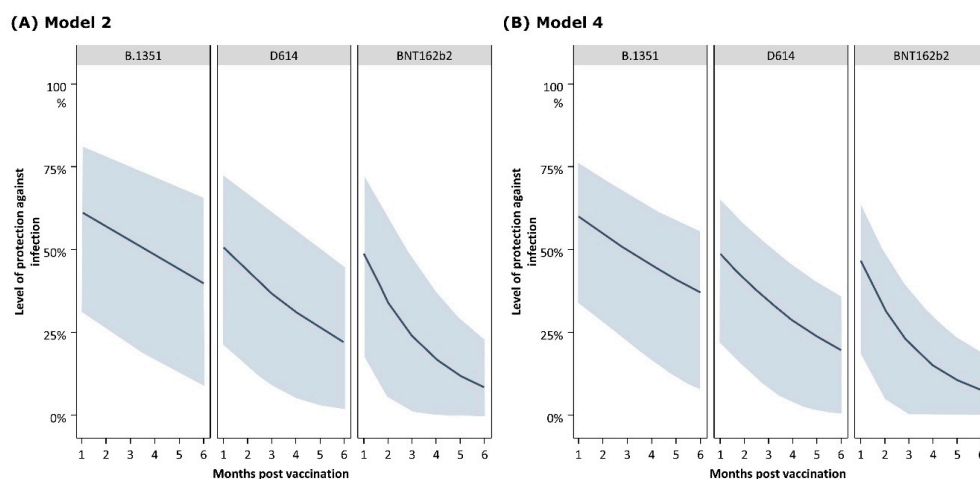 (A) Model 2
(B) Model 4
B.1351
D614
BNT162b2
B.1351
D614
BNT162b2
100
%
75%
50%
25%
0%
Level of protection against
infection
1 2 3 4 5 6
1 2 3 4 5 6
1 2 3 4 5 6
Months post vaccination
100
%
75%
50%
25%
0%
Level of protection against
infection
1 2 3 4 5 6
1 2 3 4 5 6
1 2 3 4 5
Months post vaccination